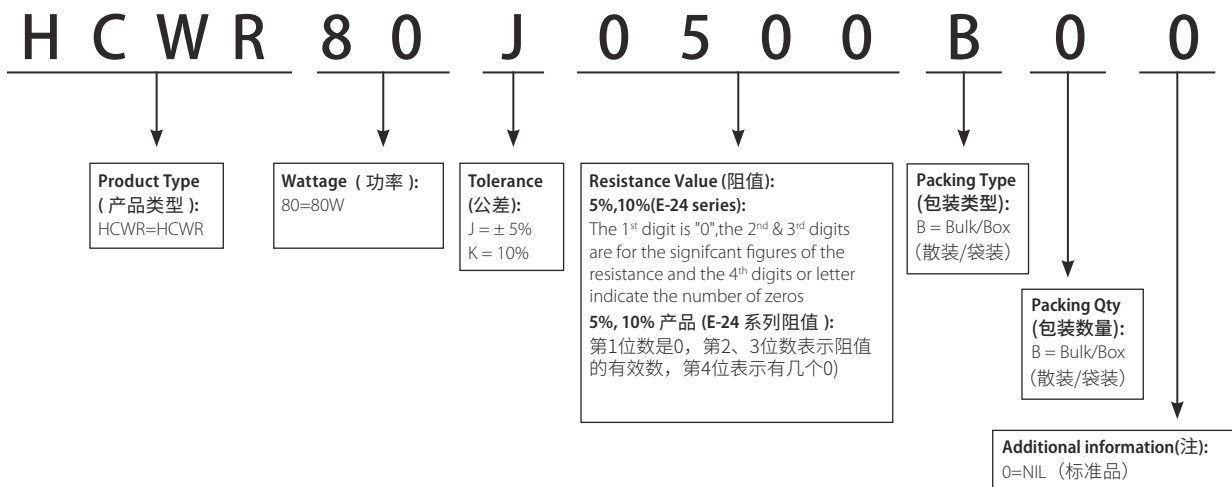 HCWR 80 J 0500 B 0 0
Product Type
( 产品类型 ):
HCWR=HCWR
Wattage ( 功率 ):
80=80W
Tolerance
(公差):
J = ± 5%
K = 10%
Resistance Value (阻值):
5%,10%(E-24 series):
The 1st digit is "0",the 2nd & 3rd digits
are for the signifcant figures of the
resistance and the 4th digits or letter
indicate the number of zeros
5%, 10% 产品 (E-24 系列阻值 ):
第1位数是0，第2、3位数表示阻值
的有效数，第4位表示有几个0)
Packing Type
(包装类型):
B = Bulk/Box
（散装/袋装）
Packing Qty
(包装数量):
B = Bulk/Box
（散装/袋装）
Additional information(注):
0=NIL（标准品）